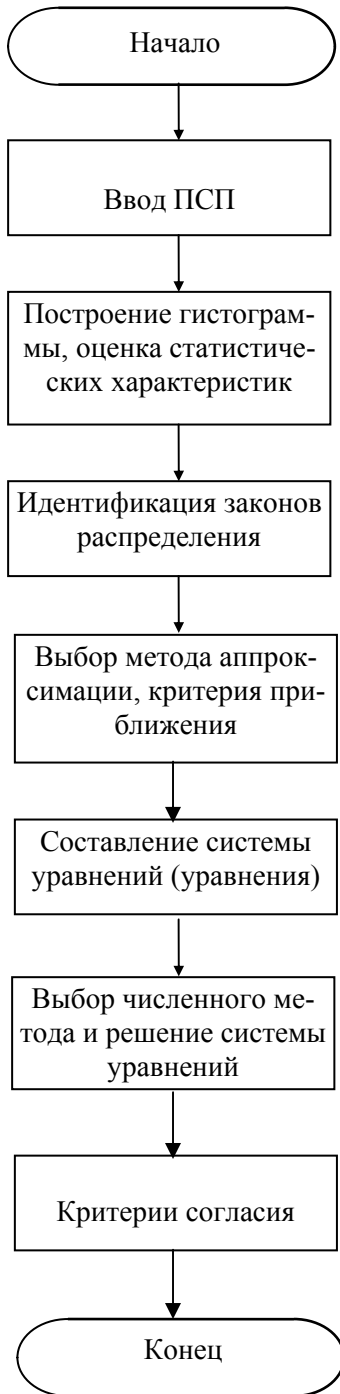 Начало
Ввод ПСП
Построение гистограм-
мы, оценка статистиче-
ских характеристик
Идентификация законов
распределения
Выбор метода аппрок-
симации, критерия при-
ближения
Составление системы
уравнений (уравнения)
Выбор численного ме-
тода и решение системы
уравнений
Критерии согласия
Конец